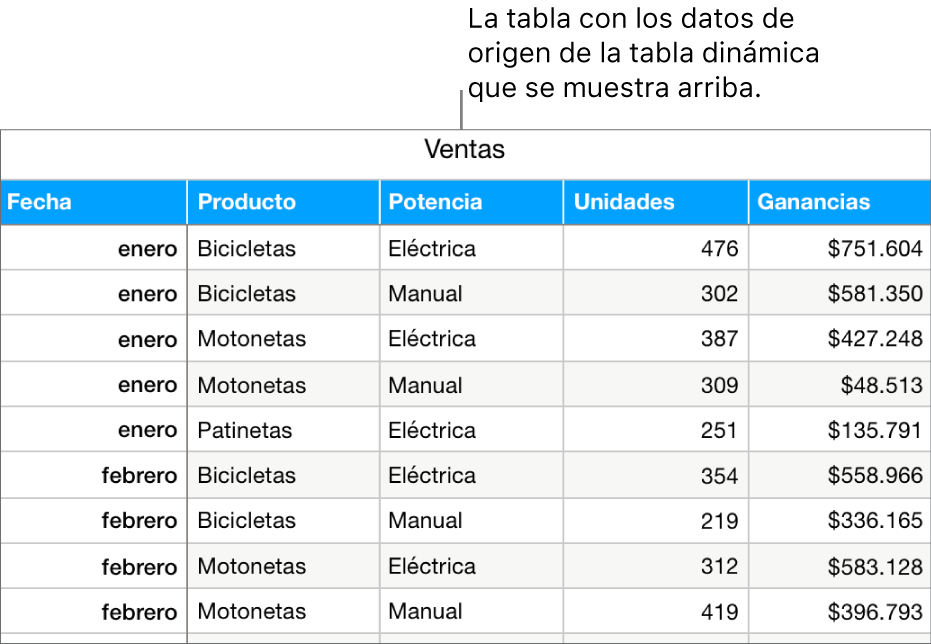 La tabla con los datos de
origen de la tabla dinámica
que se muestra arriba.
Ventas
Fecha Producto Potencia Unidades Ganancias
enero Bicicletas Eléctrica 476 $751.604
enero Bicicletas Manual 302 $581.350
enero Motonetas Eléctrica 387 $427.248
enero Motonetas Manual 309 $48.513
enero Patinetas Eléctrica 251 $135.791
febrero Bicicletas Eléctrica 354 $558.966
febrero Bicicletas Manual 219 $336.165
febrero Motonetas Eléctrica 312 $583.128
febrero Motonetas Manual 419 $396.793